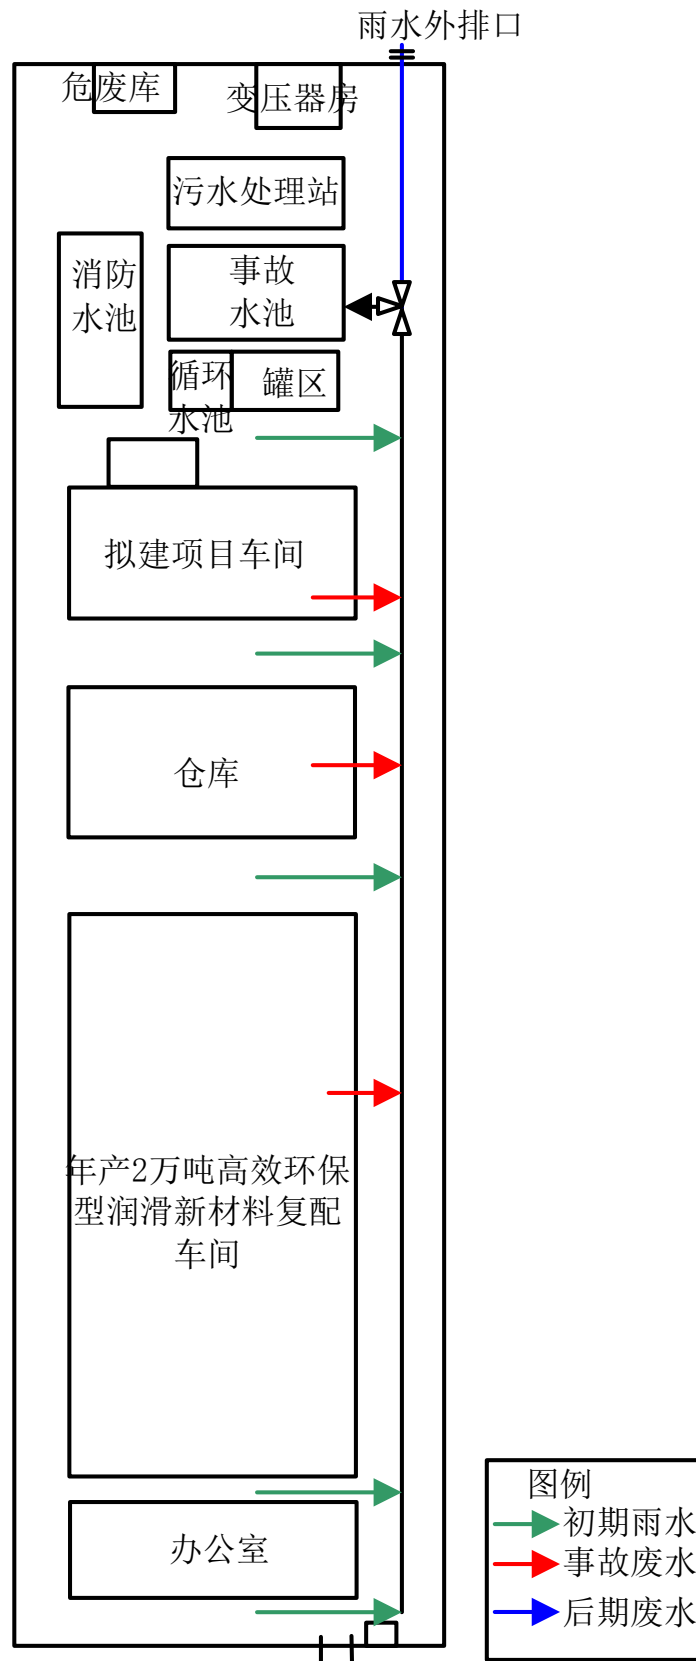 雨水外排口
危废库
变压器房
污水处理站
消防
水池
事故
水池
循环
水池
罐区
拟建项目车间
仓库
年产2万吨高效环保
型润滑新材料复配
车间
办公室
图例
初期雨水
事故废水
后期废水